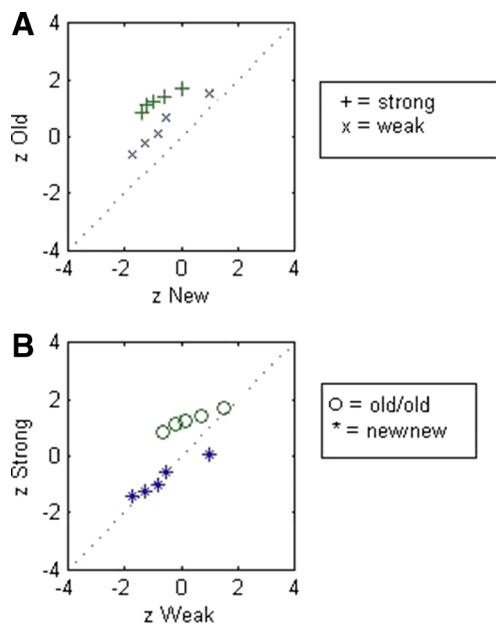 A
4
2
0
-2
-4
z Old
-4 -2 0 2 4
z New
+ = strong
x = weak
B
4
2
0
-2
-4
z Strong
-4 -2 0 2 4
z Weak
O = old/old
* = new/new